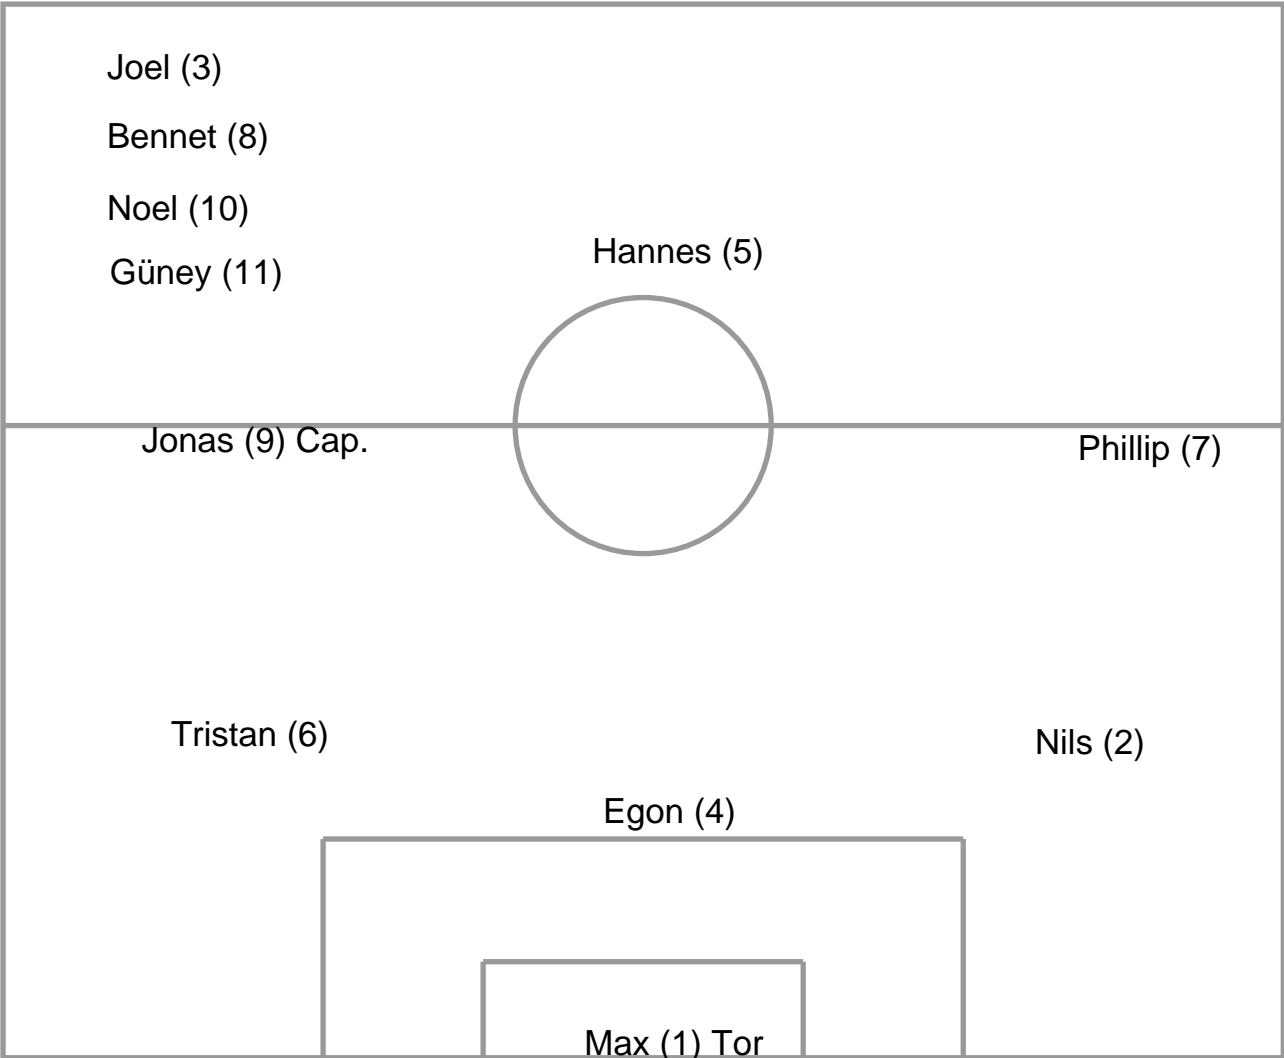 Joel (3)
Bennet (8)
Noel (10)
Hannes (5)
Güney (11)
Jonas (9) Cap.
Phillip (7)
Tristan (6)
Nils (2)
Egon (4)
Max (1) Tor